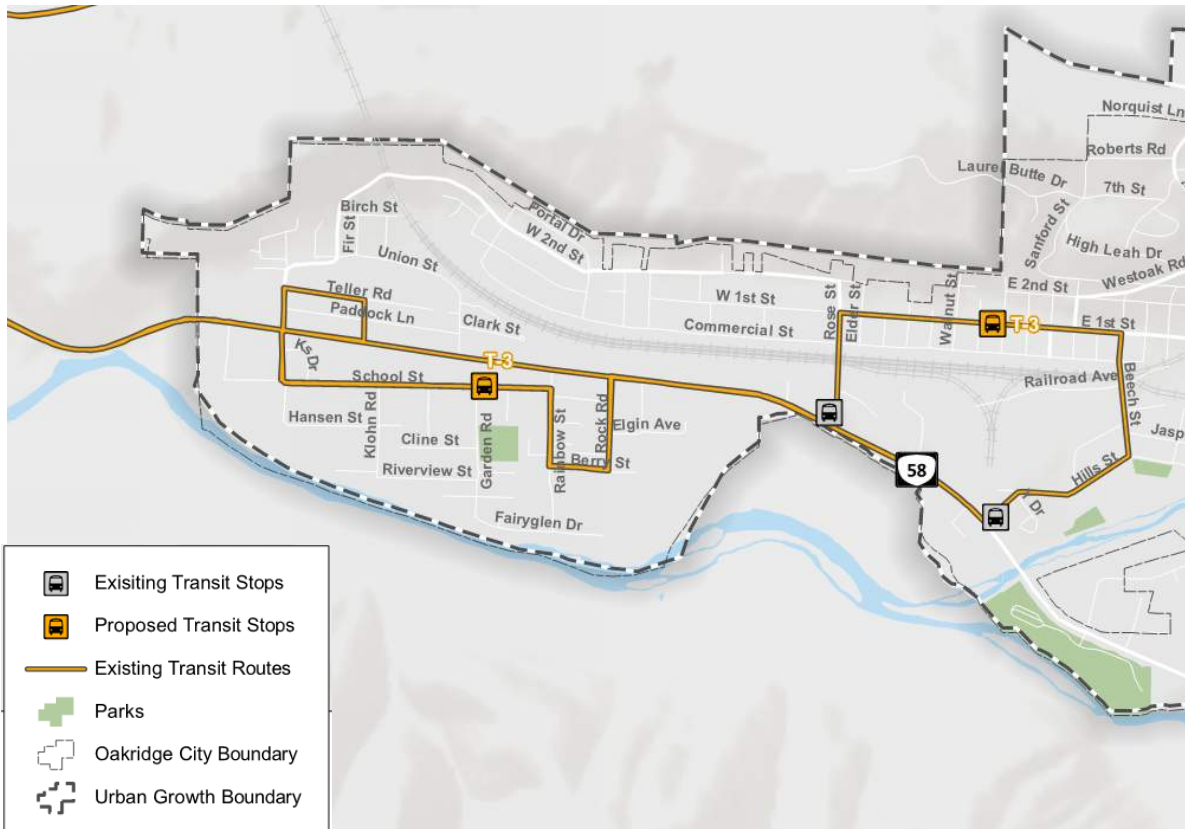 Norquist Ln
Roberts Rd
Laurel Butte Dr
7th St
Sanford St
High Leah Dr
Westoak Rd
Birch St
Fir St
Portal Dr
W 2nd St
Union St
E 2nd St
Teller Rd
Paddock Ln
W 1st St
Rose St
Elder St
Walnut St
Clark St
Commercial St
T-3
E 1st St
Ks Dr
T-3
School St
Railroad Ave
Beech St
Hansen St
Klohn Rd
Cline St
Garden Rd
Rainbow St
Rock Rd
Elgin Ave
Jasp
Riverview St
Berry St
58
Hills St
Dr
Fairyglen Dr
Exisiting Transit Stops
Proposed Transit Stops
Existing Transit Routes
Parks
Oakridge City Boundary
Urban Growth Boundary